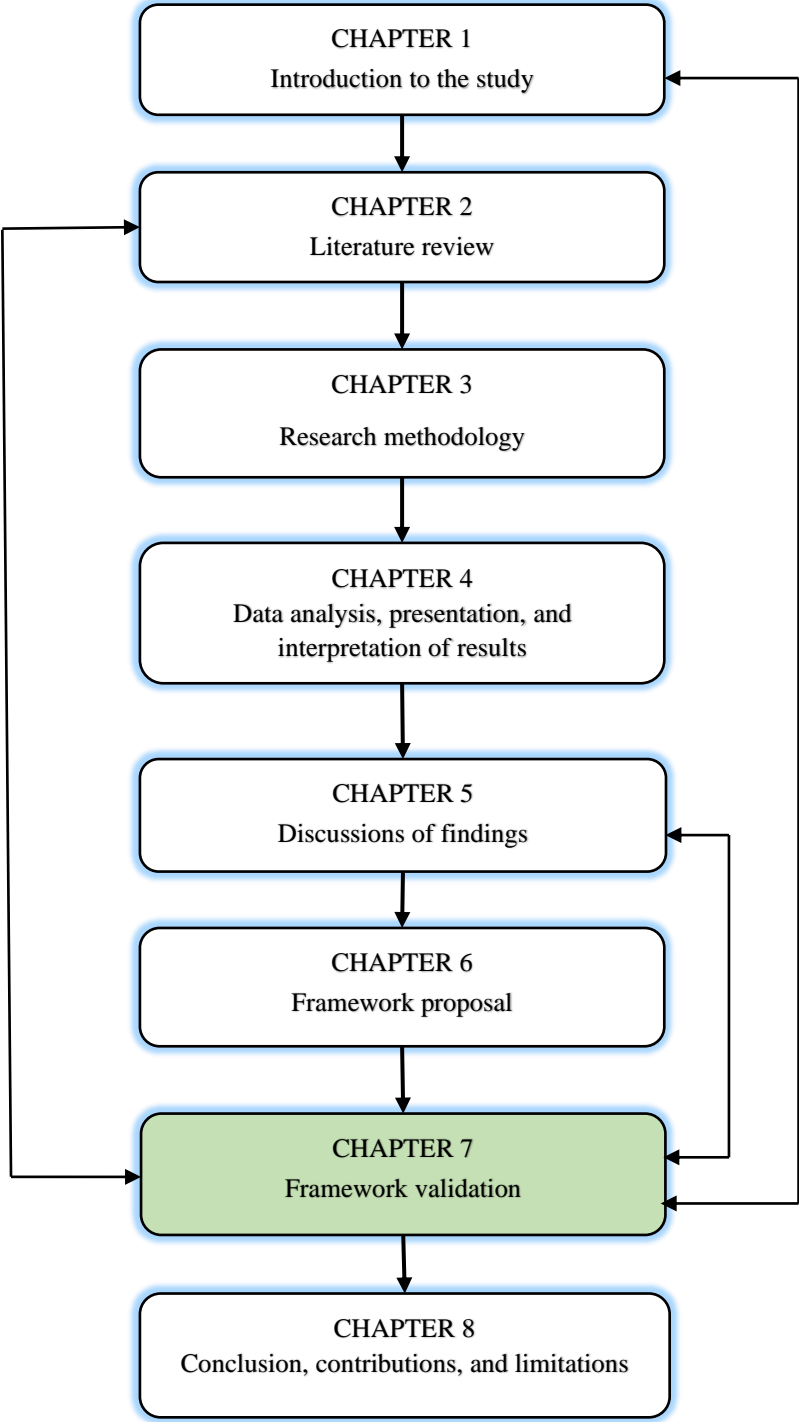 CHAPTER 1
Introduction to the study
CHAPTER 2
Literature review
CHAPTER 3
Research methodology
CHAPTER 4
Data analysis, presentation, and
interpretation of results
CHAPTER 5
Discussions of findings
CHAPTER 6
Framework proposal
CHAPTER 7
Framework validation
CHAPTER 8
Conclusion, contributions, and limitations